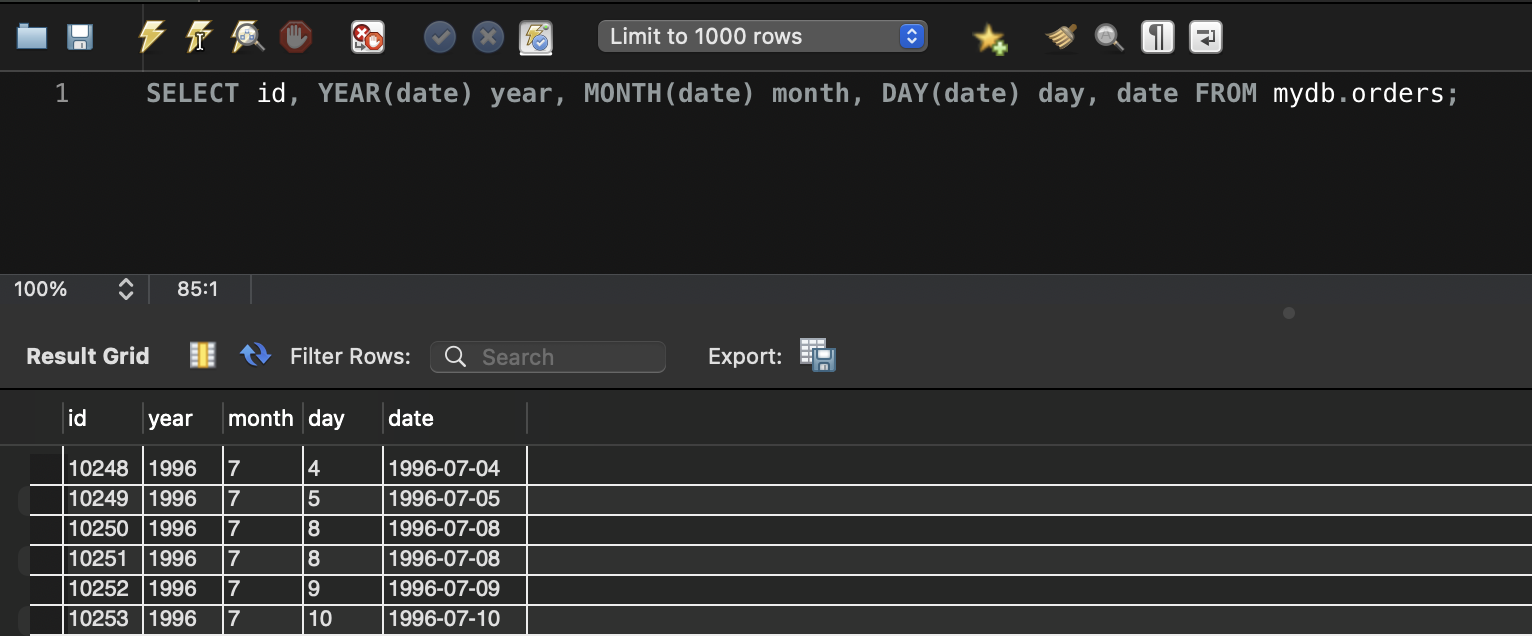 Limit to 1000 rows
1 SELECT id, YEAR(date) year, MONTH(date) month, DAY(date) day, date FROM mydb.orders;
100% 85:1
Result Grid Filter Rows: Search Export:
id year month day date
10248 1996 7 4 1996-07-04
10249 1996 7 5 1996-07-05
10250 1996 7 8 1996-07-08
10251 1996 7 8 1996-07-08
10252 1996 7 9 1996-07-09
10253 1996 7 10 1996-07-10